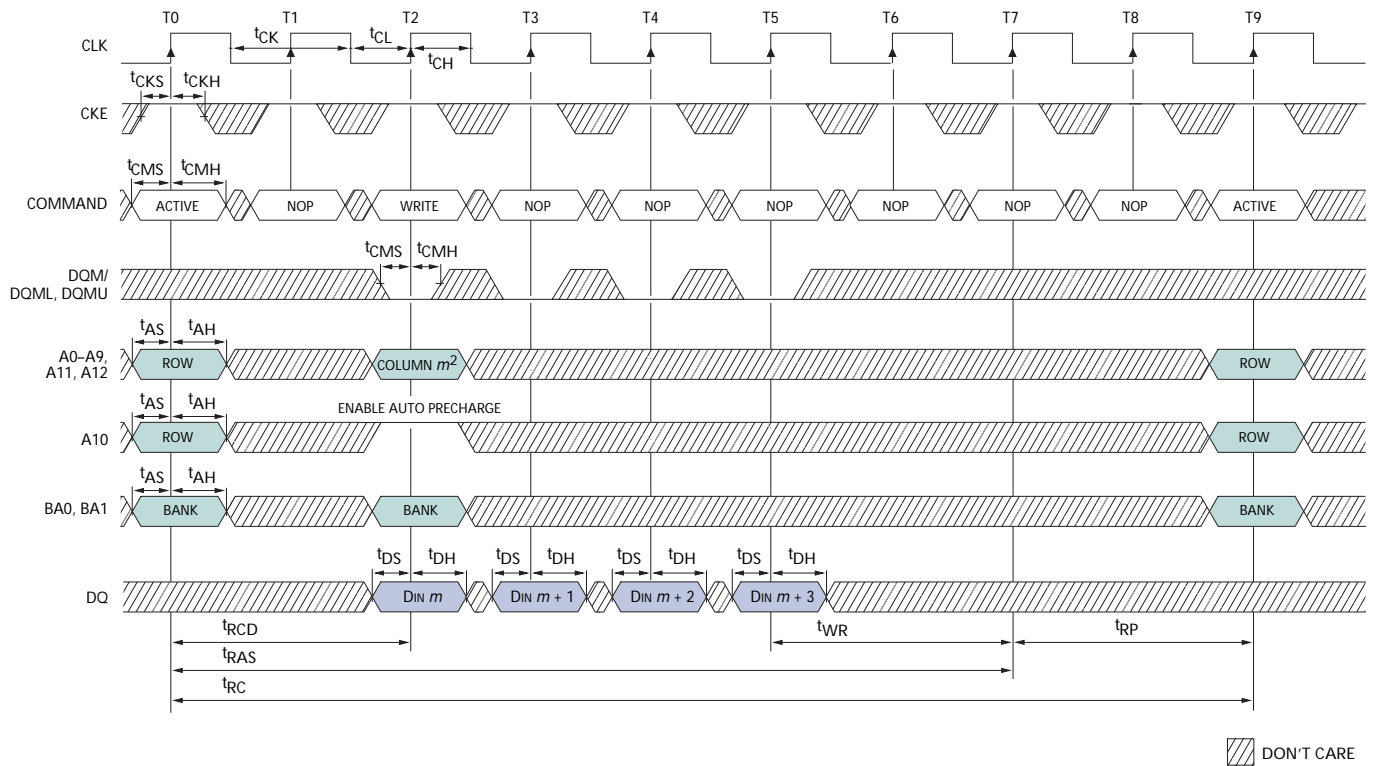 T0 T1 T2 T3 T4 T5 T6 T7 T8 T9
CLK
tCK tCL
tCH
tCKS tCKH
CKE
tCMS tCMH
COMMAND ACTIVE NOP WRITE NOP NOP NOP NOP NOP NOP ACTIVE
tCMS tCMH
DQM/
DQML, DQMU
tAS tAH
A0–A9,
A11, A12
ROW COLUMN m2 ROW
tAS tAH
ENABLE AUTO PRECHARGE
A10 ROW ROW
tAS tAH
BA0, BA1 BANK BANK BANK
tDS tDH tDS tDH tDS tDH tDS tDH
DQ DIN m DIN m + 1 DIN m + 2 DIN m + 3
tRCD tWR tRP
tRAS
tRC
DON'T CARE